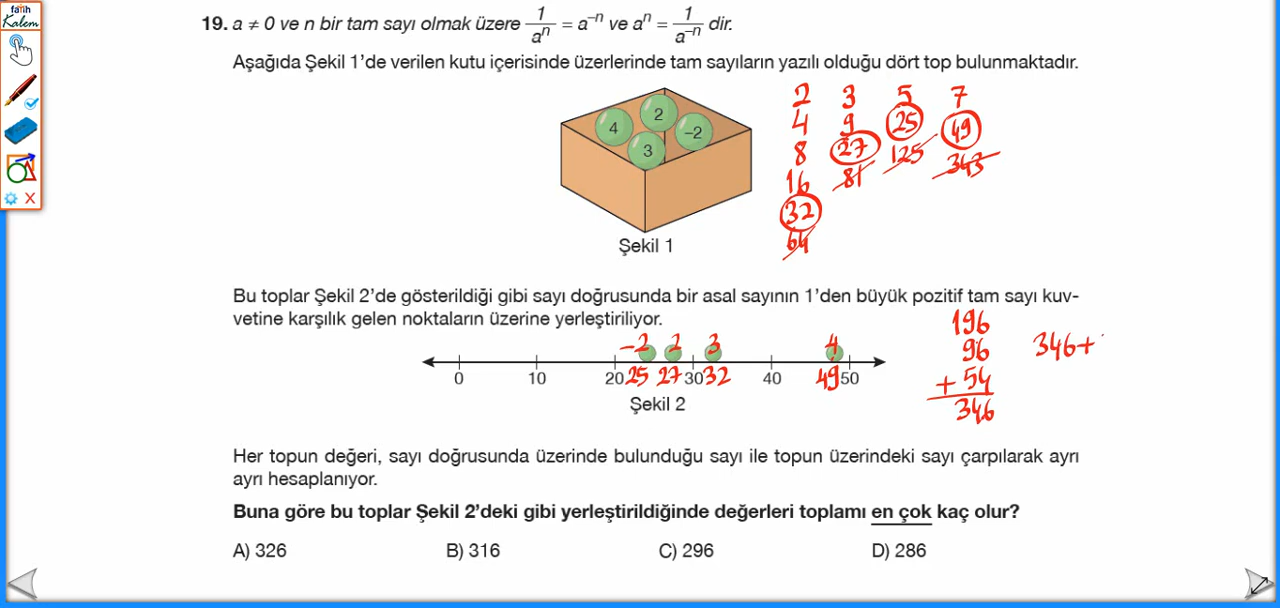 fatih
Kalem
19. a ≠ 0 ve n bir tam sayı olmak üzere 1/aⁿ = a⁻ⁿ ve aⁿ = 1/a⁻ⁿ dir.
Aşağıda Şekil 1’de verilen kutu içerisinde üzerlerinde tam sayıların yazılı olduğu dört top bulunmaktadır.
4 2 -2 3
2 3 5 7
4 9 25 49
8 27 125 343
16 81
32
64
Şekil 1
Bu toplar Şekil 2’de gösterildiği gibi sayı doğrusunda bir asal sayının 1’den büyük pozitif tam sayı kuv-
vetine karşılık gelen noktaların üzerine yerleştiriliyor.
-2 2 3 4
0 10 20 25 27 30 32 40 49 50
Şekil 2
196
96
+ 54
346
346+
Her topun değeri, sayı doğrusunda üzerinde bulunduğu sayı ile topun üzerindeki sayı çarpılarak ayrı
ayrı hesaplanıyor.
Buna göre bu toplar Şekil 2’deki gibi yerleştirildiğinde değerleri toplamı en çok kaç olur?
A) 326 B) 316 C) 296 D) 286